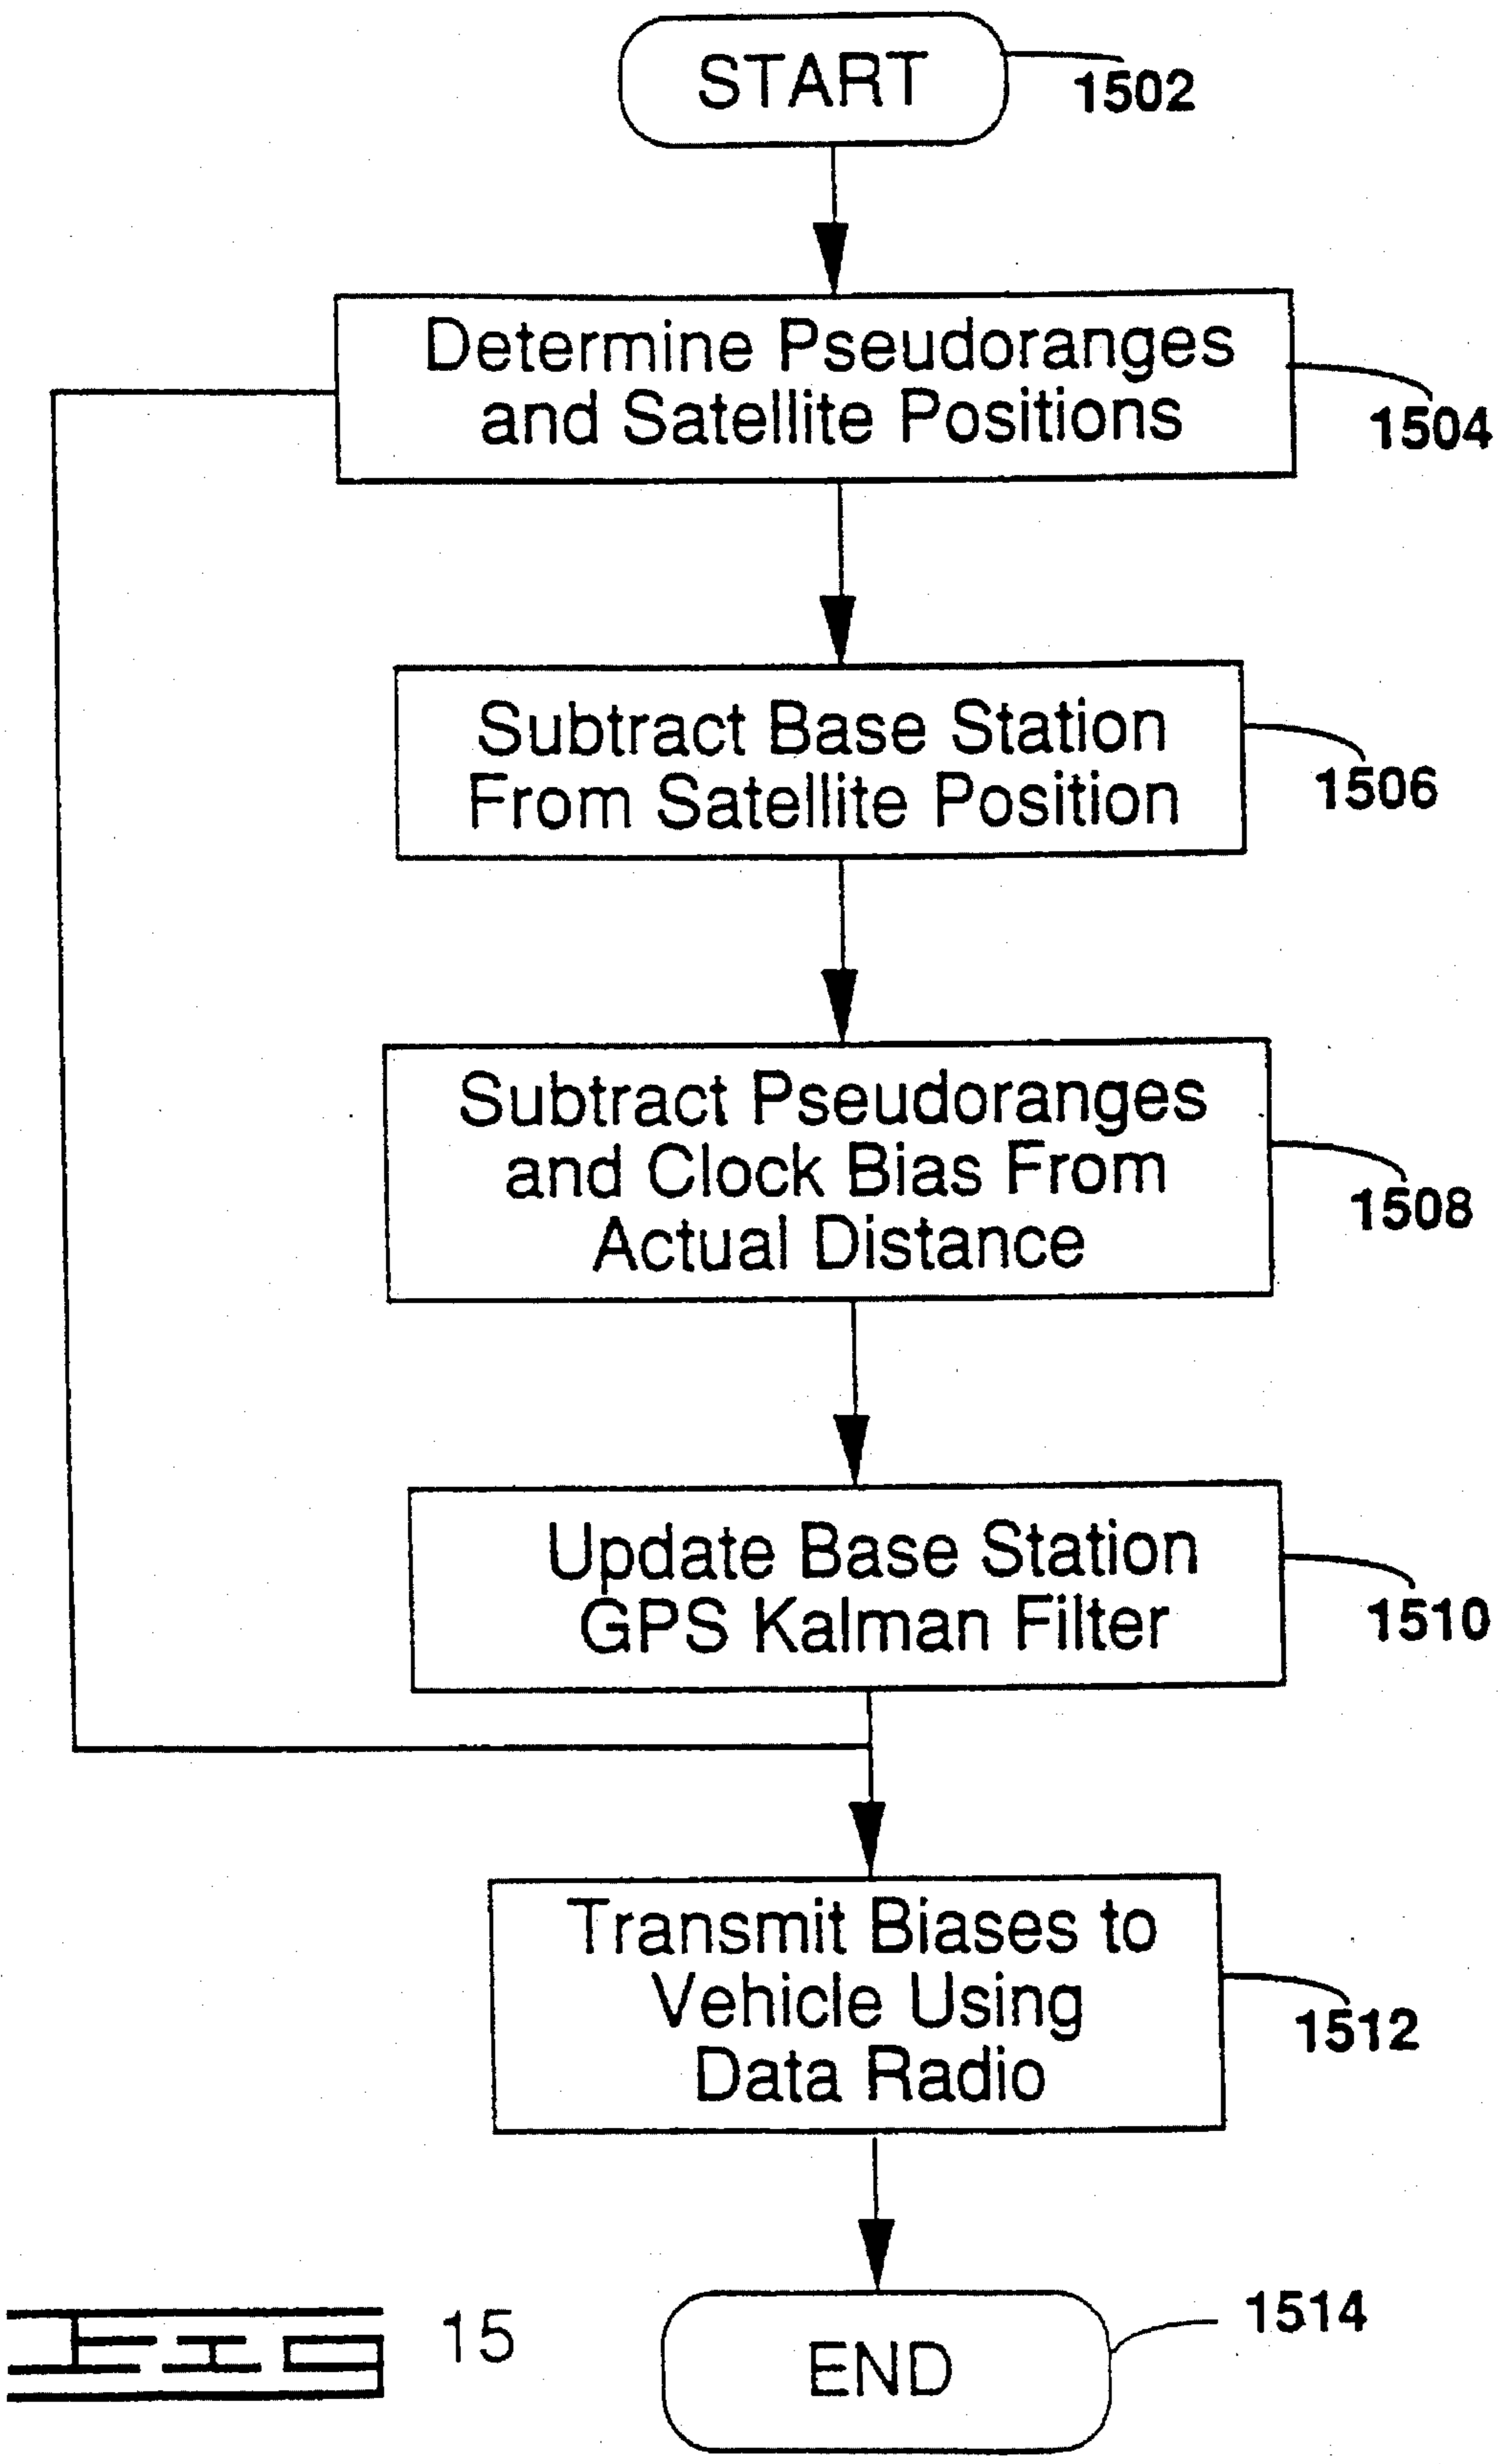 START
1502
Determine Pseudoranges
and Satellite Positions
1504
Subtract Base Station
From Satellite Position
1506
Subtract Pseudoranges
and Clock Bias From
Actual Distance
1508
Update Base Station
GPS Kalman Filter
1510
Transmit Biases to
Vehicle Using
Data Radio
1512
END
1514
FIG 15